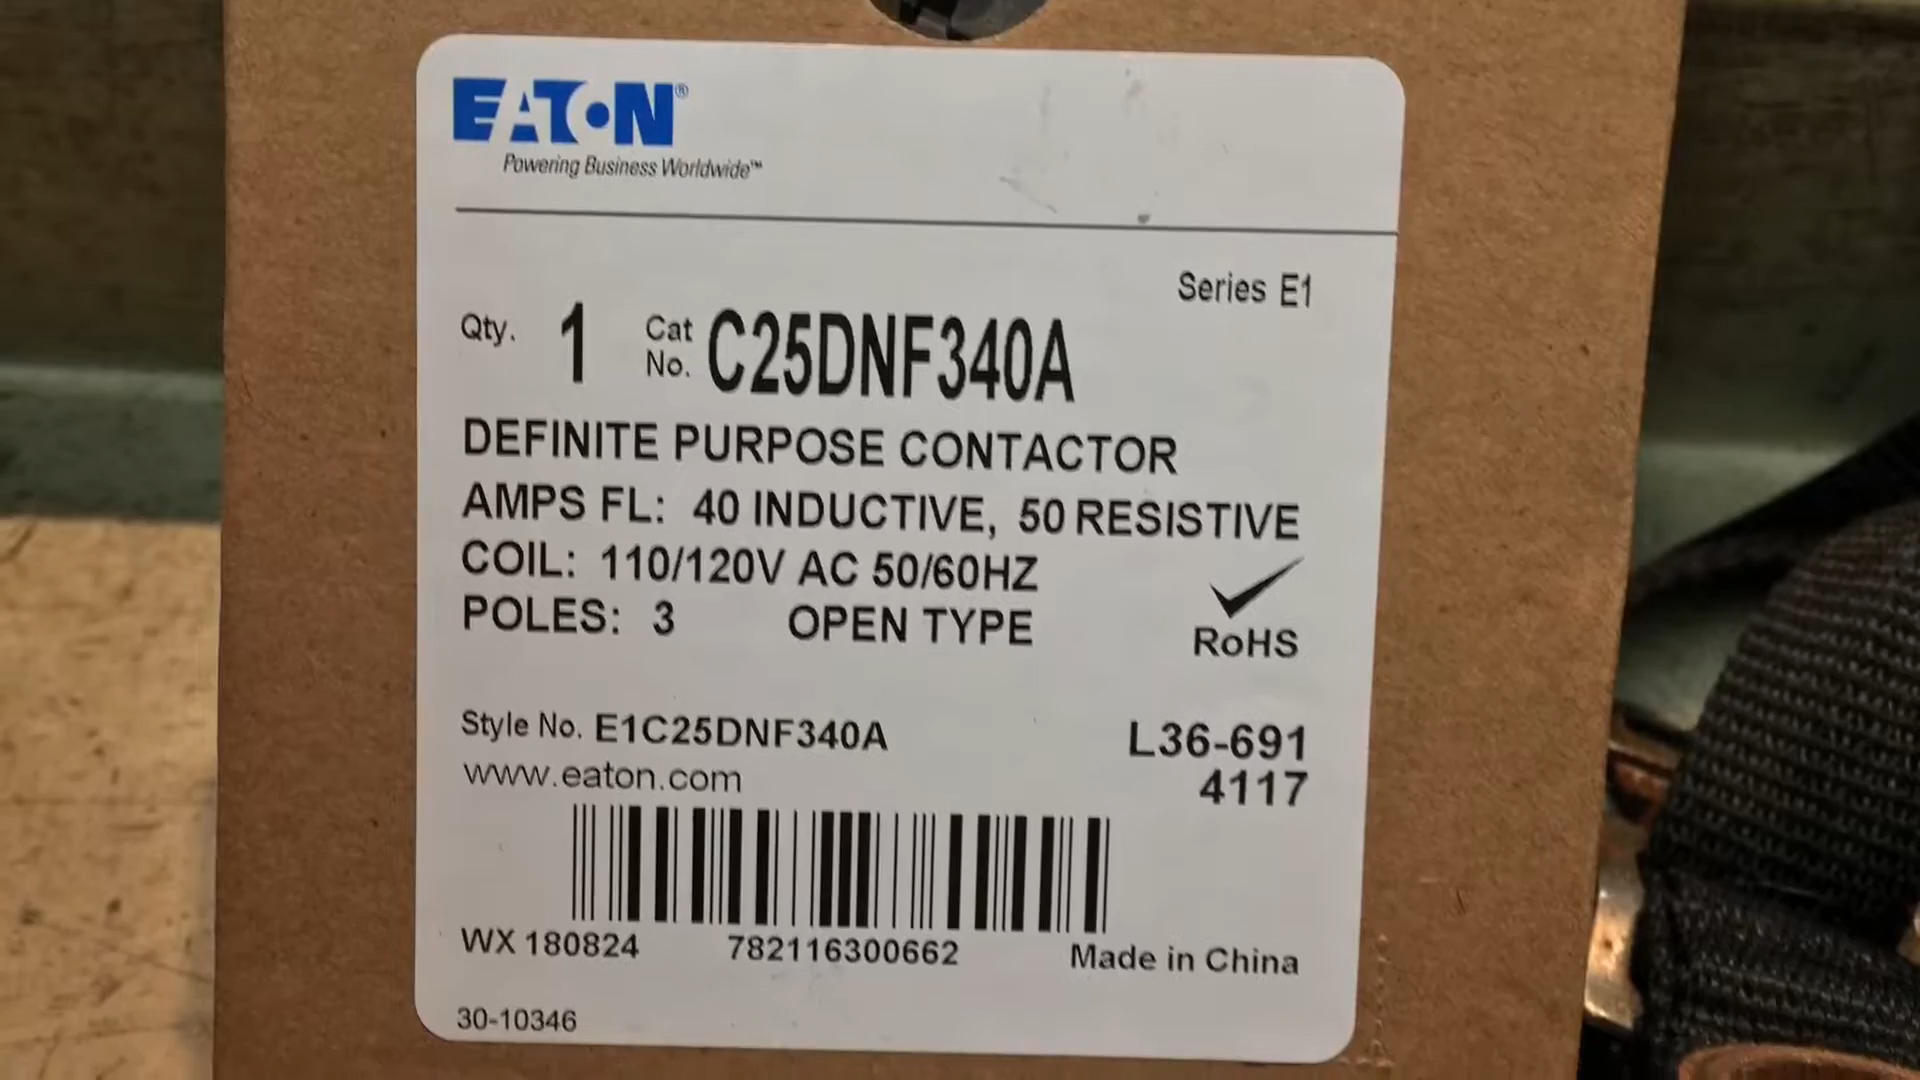 EATON®
Powering Business Worldwide™
Series E1
Qty. 1 Cat No. C25DNF340A
DEFINITE PURPOSE CONTACTOR
AMPS FL: 40 INDUCTIVE, 50 RESISTIVE
COIL: 110/120V AC 50/60HZ
POLES: 3 OPEN TYPE
RoHS
Style No. E1C25DNF340A L36-691
www.eaton.com 4117
WX 180824 782116300662 Made in China
30-10346